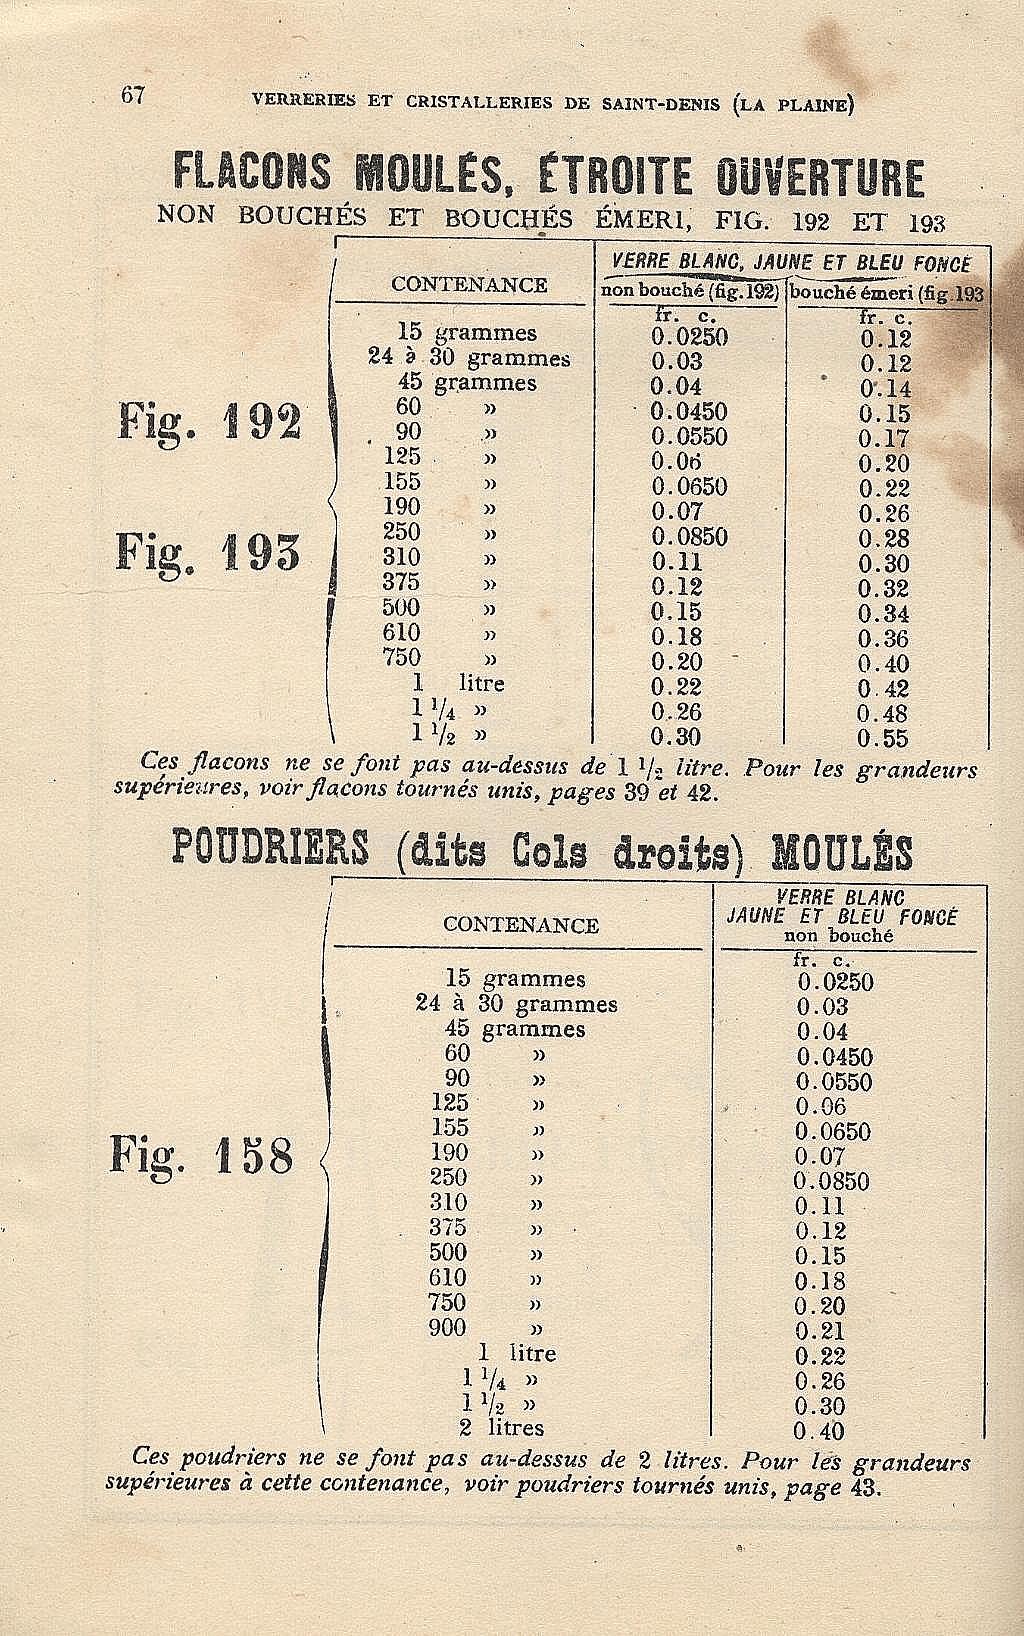 67 VERRERIES ET CRISTALLERIES DE SAINT-DENIS (LA PLAINE)
FLACONS MOULÉS, ÉTROITE OUVERTURE
NON BOUCHÉS ET BOUCHÉS ÉMERI, FIG. 192 ET 193
CONTENANCE
VERRE BLANC, JAUNE ET BLEU FONCÉ
non bouché (fig. 192) bouché émeri (fig. 193
fr. c. fr. c.
15 grammes 0.0250 0.12
24 à 30 grammes 0.03 0.12
45 grammes 0.04 0.14
Fig. 192
60 » 0.0450 0.15
90 » 0.0550 0.17
125 » 0.06 0.20
155 » 0.0650 0.22
190 » 0.07 0.26
250 » 0.0850 0.28
Fig. 193
310 » 0.11 0.30
375 » 0.12 0.32
500 » 0.15 0.34
610 » 0.18 0.36
750 » 0.20 0.40
1 litre 0.22 0.42
1 1/4 » 0.26 0.48
1 1/2 » 0.30 0.55
Ces flacons ne se font pas au-dessus de 1 1/2 litre. Pour les grandeurs
supérieures, voir flacons tournés unis, pages 39 et 42.
POUDRIERS (dits Cols droits) MOULÉS
CONTENANCE
VERRE BLANC
JAUNE ET BLEU FONCÉ
non bouché
fr. c.
15 grammes 0.0250
24 à 30 grammes 0.03
45 grammes 0.04
60 » 0.0450
90 » 0.0550
125 » 0.06
155 » 0.0650
Fig. 158
190 » 0.07
250 » 0.0850
310 » 0.11
375 » 0.12
500 » 0.15
610 » 0.18
750 » 0.20
900 » 0.21
1 litre 0.22
1 1/4 » 0.26
1 1/2 » 0.30
2 litres 0.40
Ces poudriers ne se font pas au-dessus de 2 litres. Pour les grandeurs
supérieures à cette contenance, voir poudriers tournés unis, page 43.